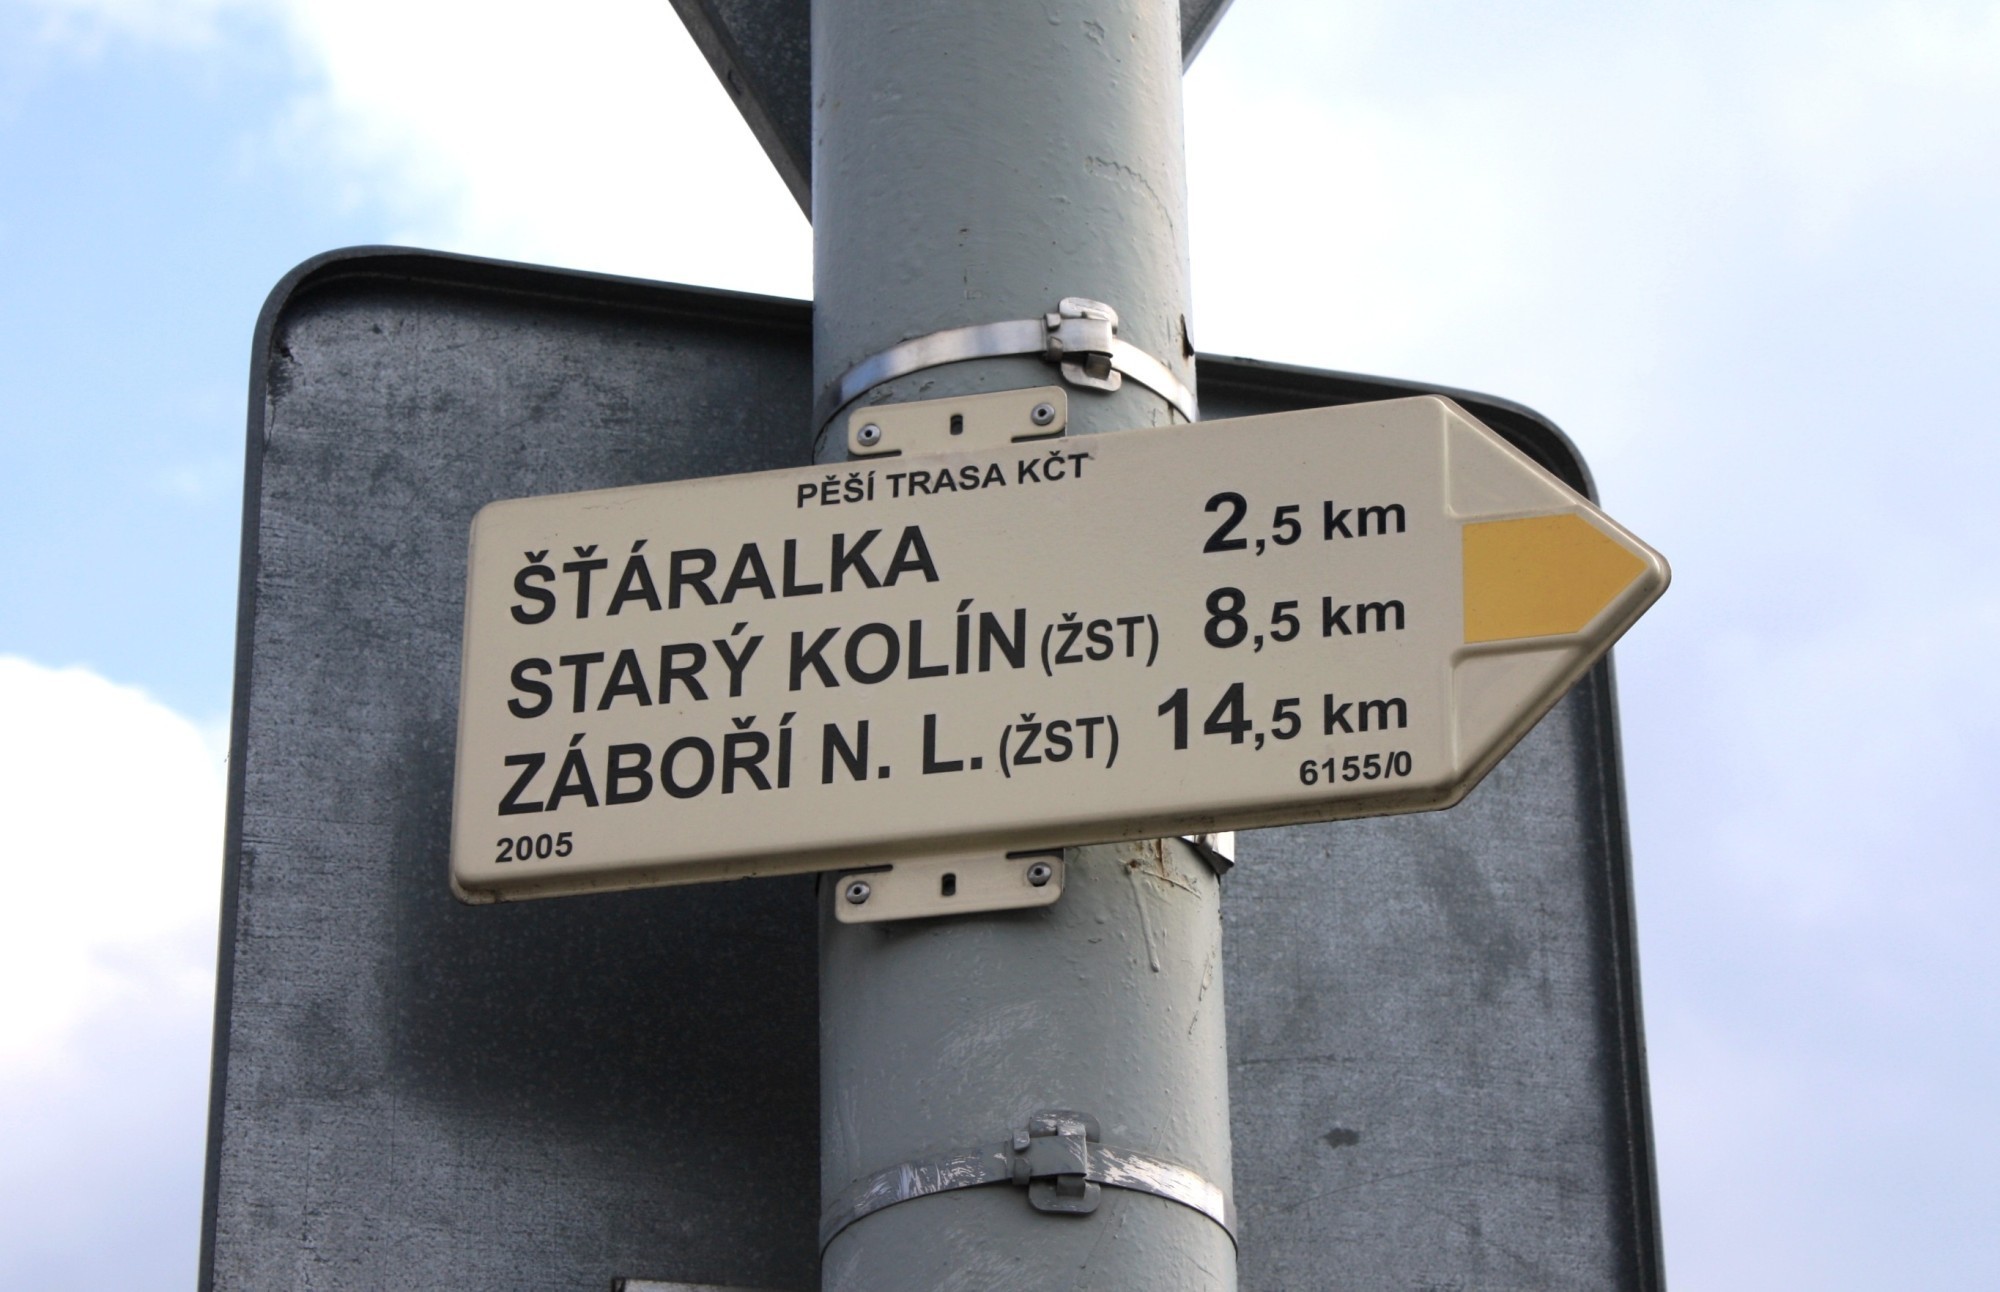 PĚŠÍ TRASA KČT
ŠŤÁRALKA 2,5 km
STARÝ KOLÍN (ŽST) 8,5 km
ZÁBOŘÍ N. L. (ŽST) 14,5 km
2005 6155/0